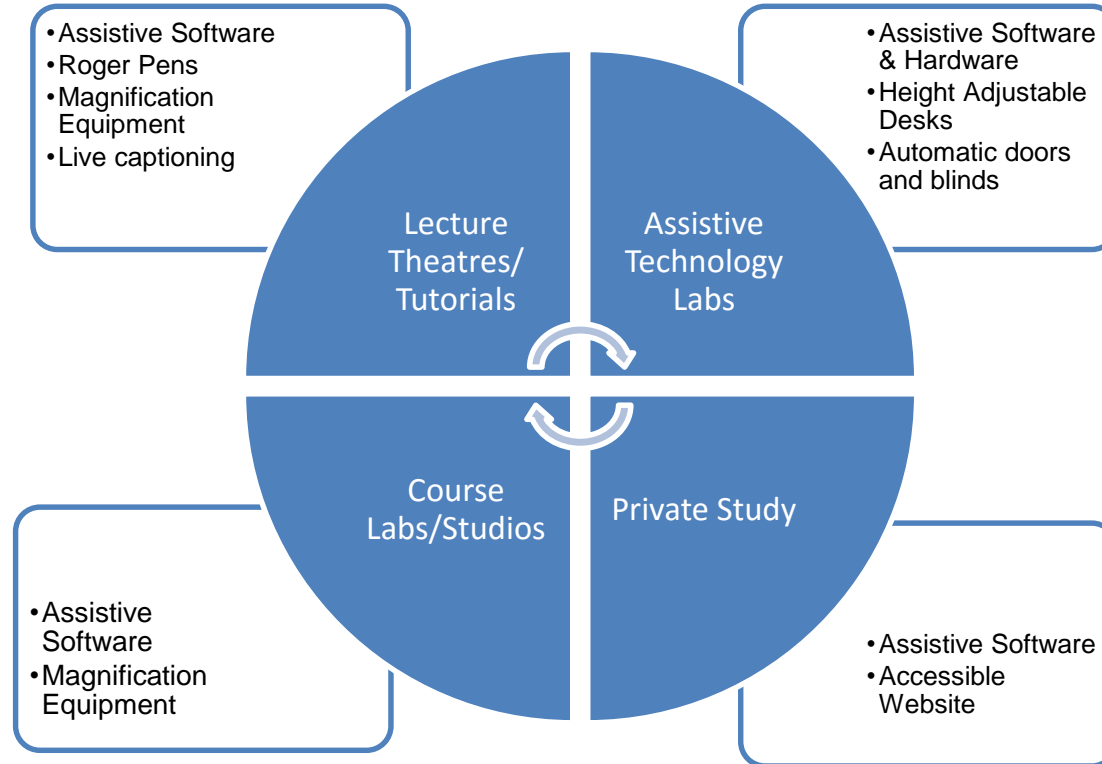 •Assistive Software
•Roger Pens
•Magnification
Equipment
•Live captioning
•Assistive Software
& Hardware
•Height Adjustable
Desks
•Automatic doors
and blinds
Lecture
Theatres/
Tutorials
Assistive
Technology
Labs
Course
Labs/Studios
Private Study
•Assistive
Software
•Magnification
Equipment
•Assistive Software
•Accessible
Website